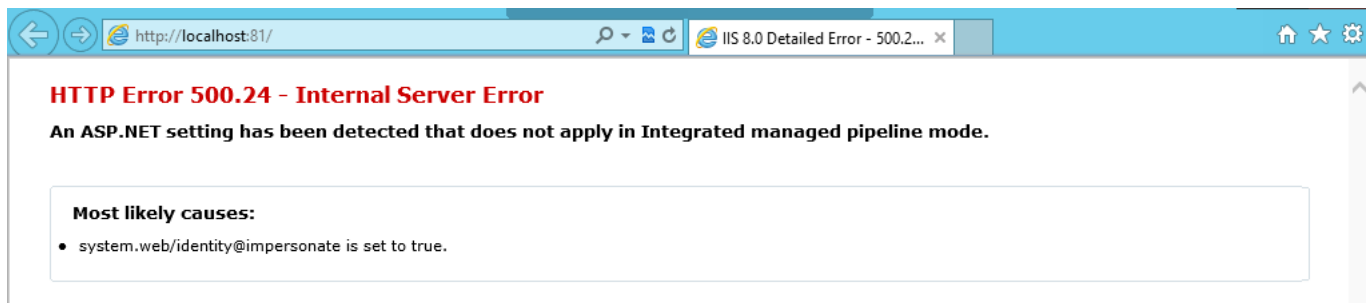 http://localhost:81/
IIS 8.0 Detailed Error - 500.2...
HTTP Error 500.24 - Internal Server Error
An ASP.NET setting has been detected that does not apply in Integrated managed pipeline mode.
Most likely causes:
• system.web/identity@impersonate is set to true.